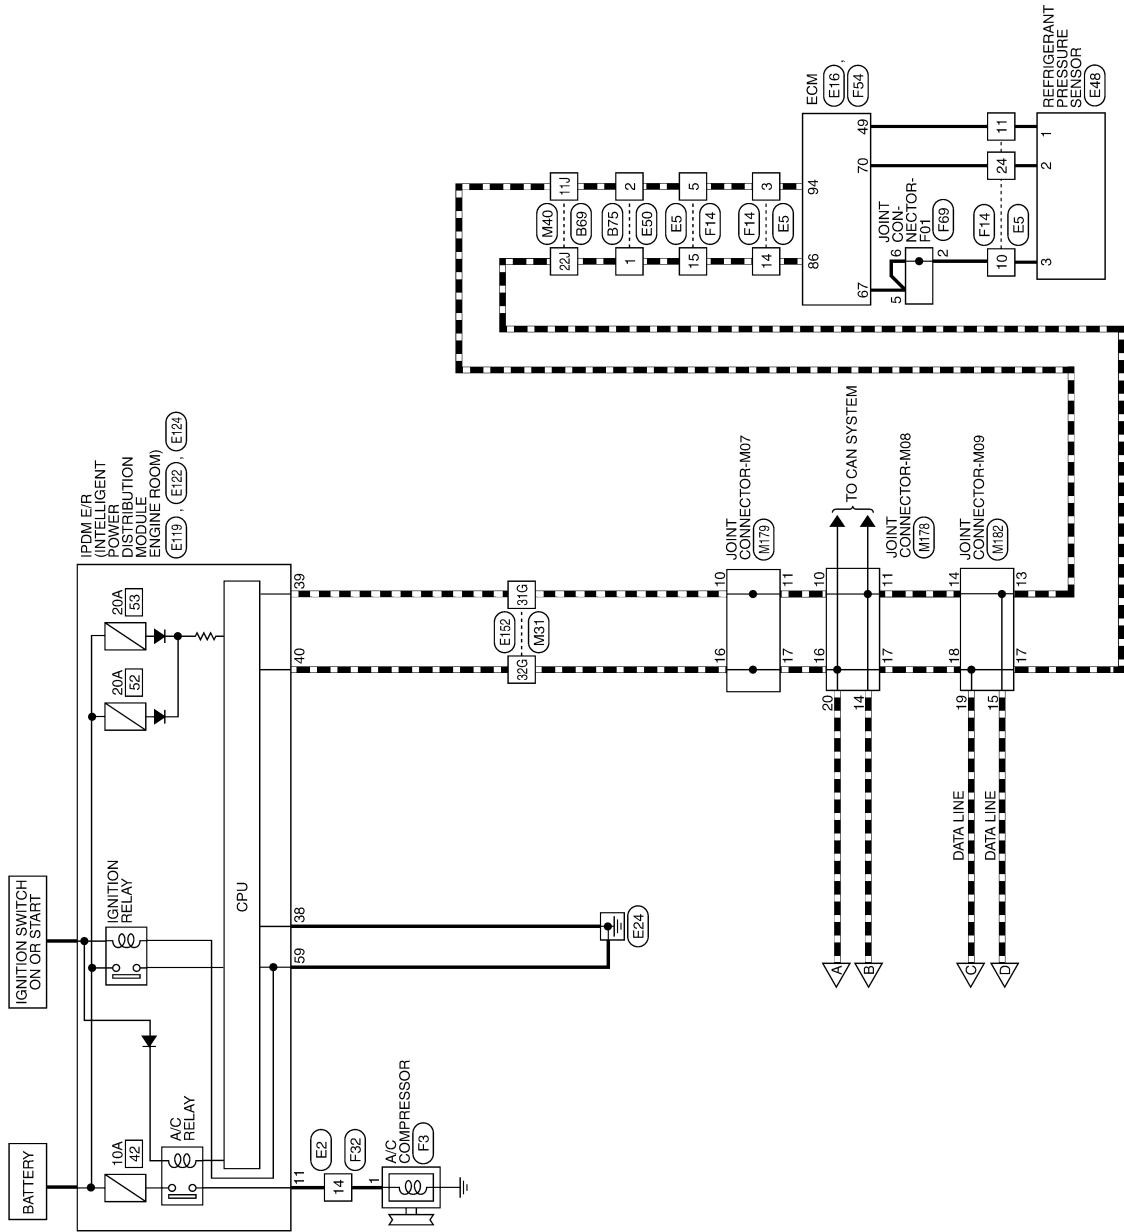 BATTERY
IGNITION SWITCH
ON OR START
10A
42
A/C
RELAY
IGNITION
RELAY
20A
52
20A
53
IPDM E/R
(INTELLIGENT
POWER
DISTRIBUTION
MODULE
ENGINE ROOM)
E119 , E122 , E124
CPU
11
59
38
40
39
E2
14
F32
1
A/C
COMPRESSOR
F3
E24
E152
32G
31G
M31
JOINT
CONNECTOR-M07
M179
16
10
17
11
TO CAN SYSTEM
JOINT
CONNECTOR-M08
M178
20
16
10
14
17
11
JOINT
CONNECTOR-M09
M182
19
18
14
15
17
13
A
B
C
D
DATA LINE
DATA LINE
M40
22J
11J
B69
B75
1
2
E50
E5
15
5
F14
F14
14
3
E5
ECM
E16 ,
F54
86
94
67
70
49
JOINT
CON-
NECTOR-
F01
F69
5
6
2
F14
10
24
11
E5
3
2
1
REFRIGERANT
PRESSURE
SENSOR
E48